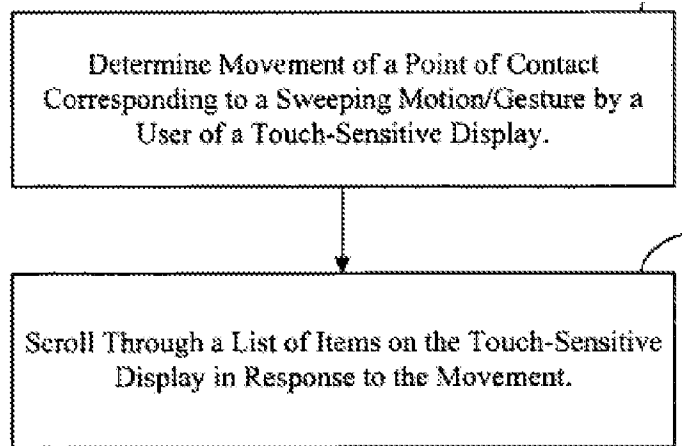 Determine Movement of a Point of Contact
Corresponding to a Sweeping Motion/Gesture by a
User of a Touch-Sensitive Display.
Scroll Through a List of Items on the Touch-Sensitive
Display in Response to the Movement.